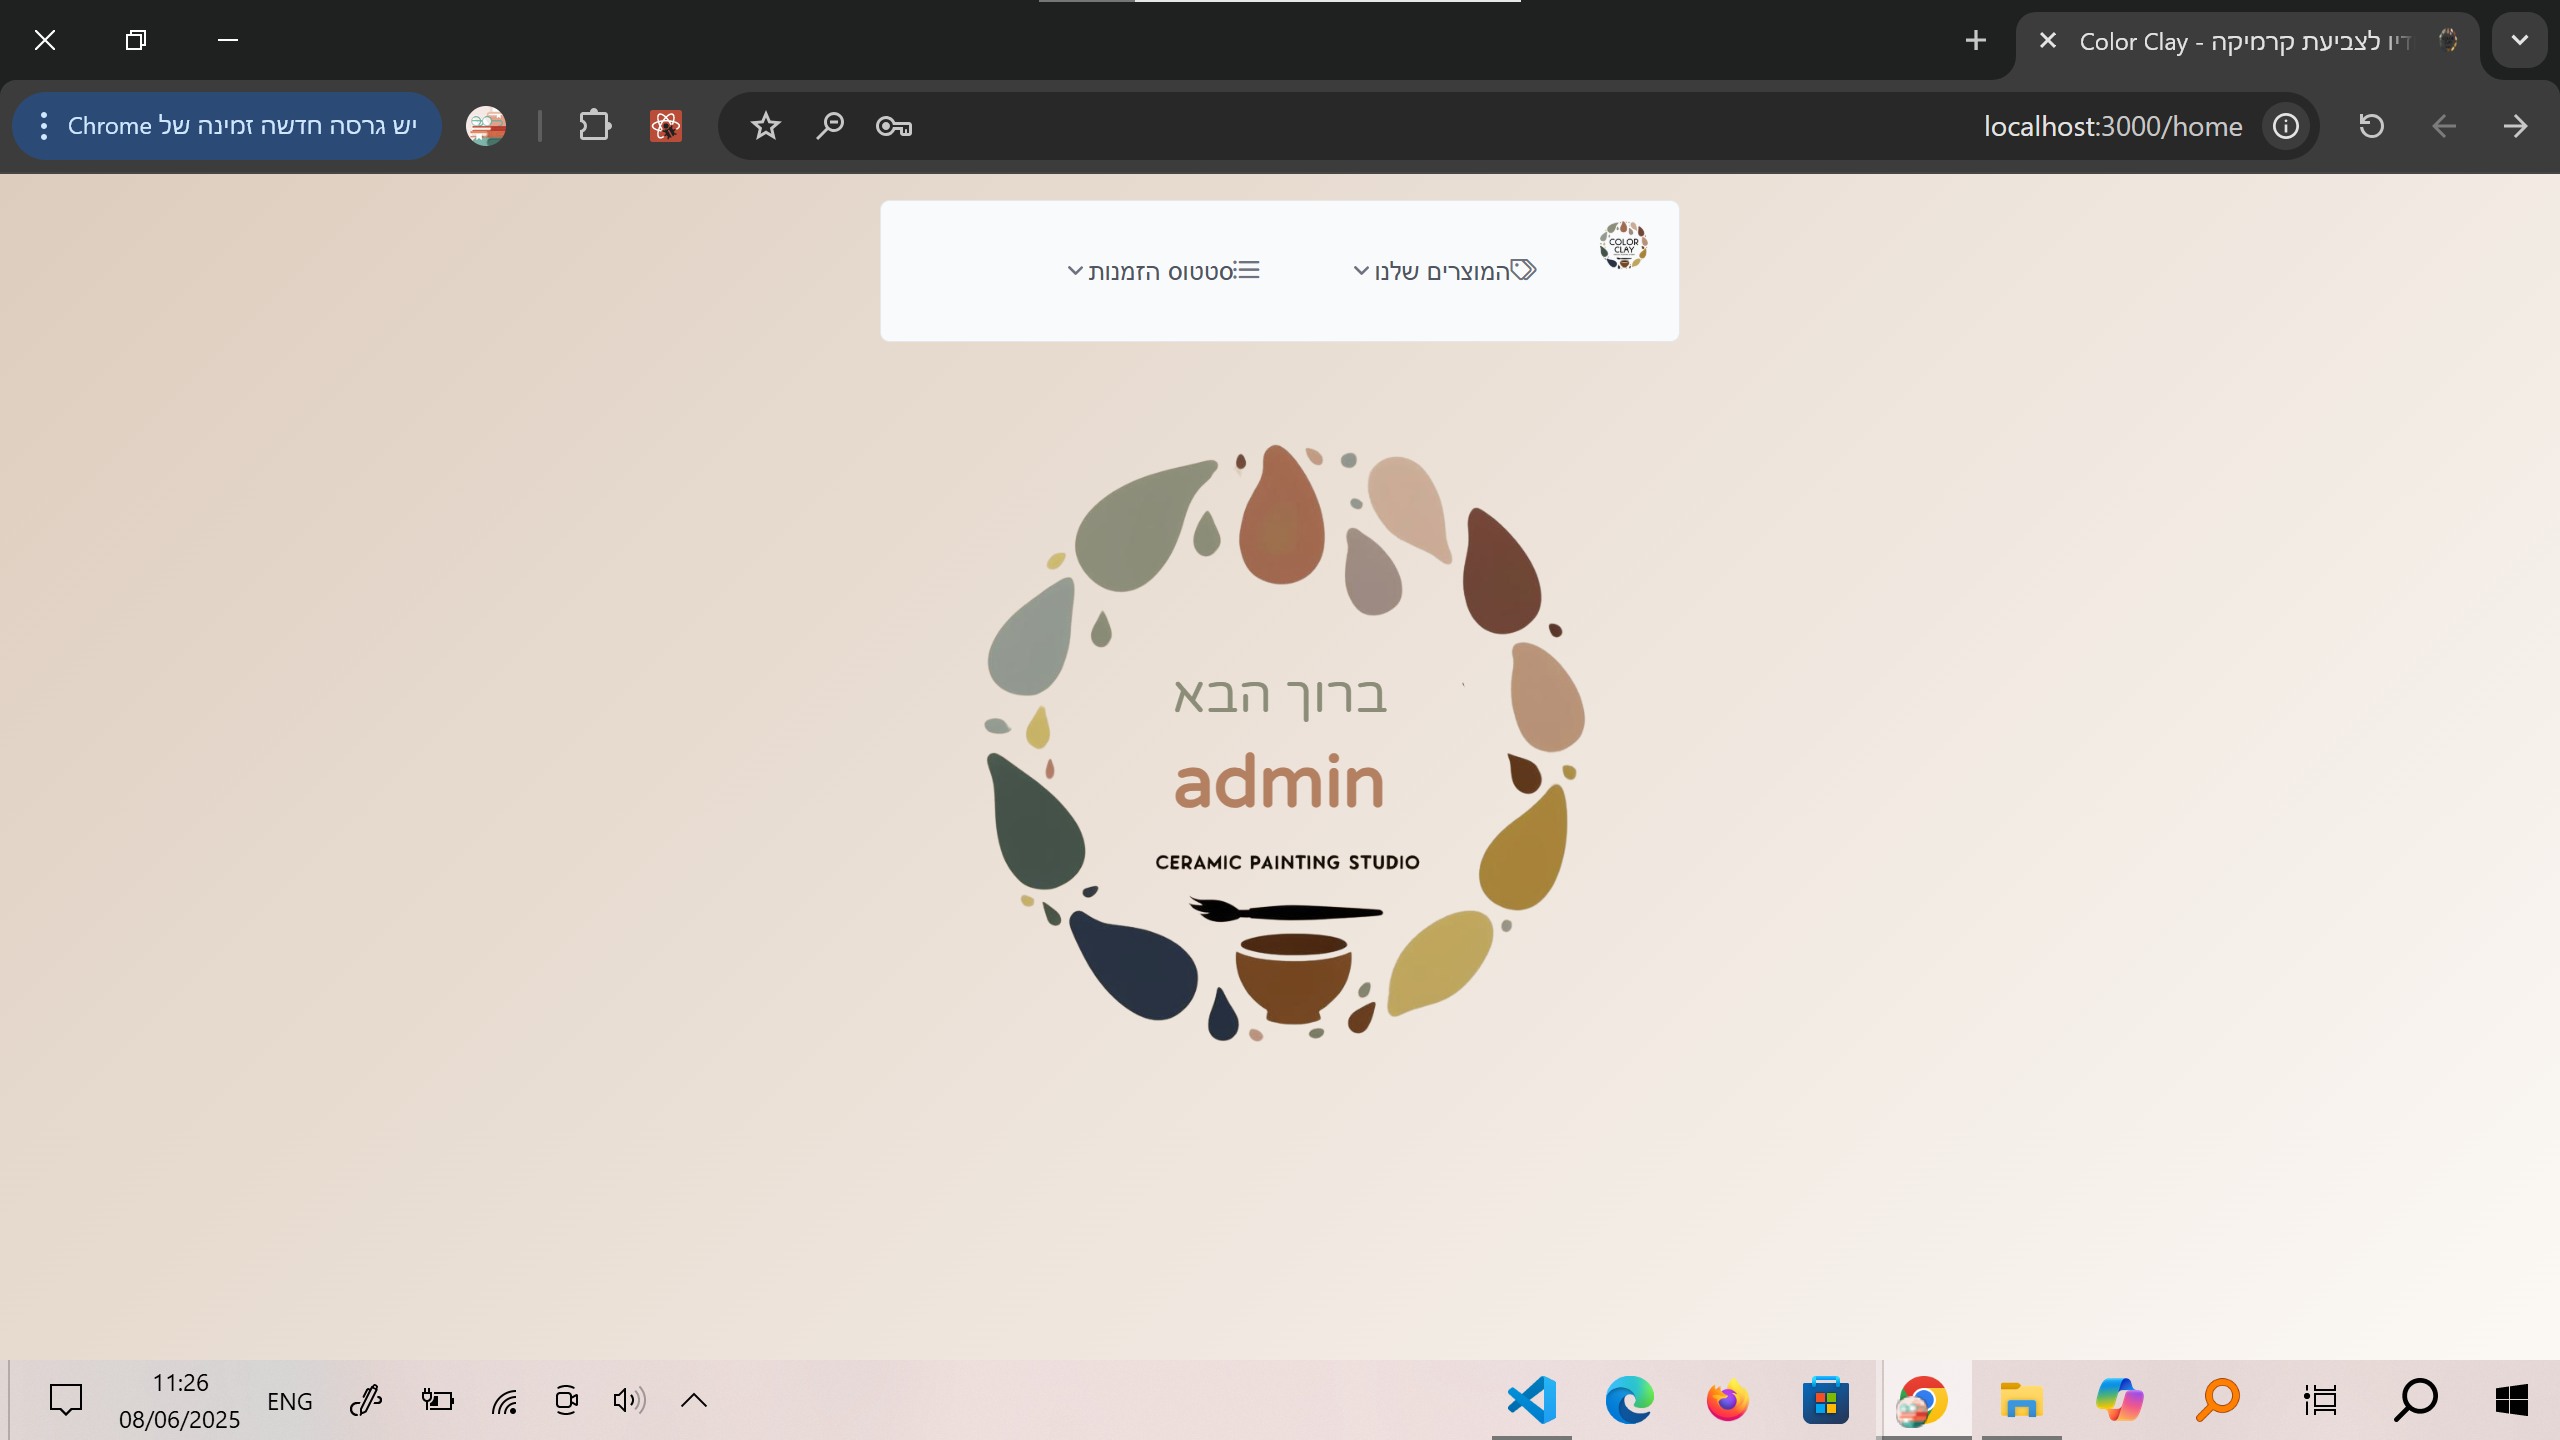 Color Clay - דיו לצביעת קרמיקה
יש גרסה חדשה זמינה של Chrome
localhost:3000/home
COLOR
CLAY
המוצרים שלנו
סטטוס הזמנות
ברוך הבא
admin
CERAMIC PAINTING STUDIO
11:26
ENG
08/06/2025